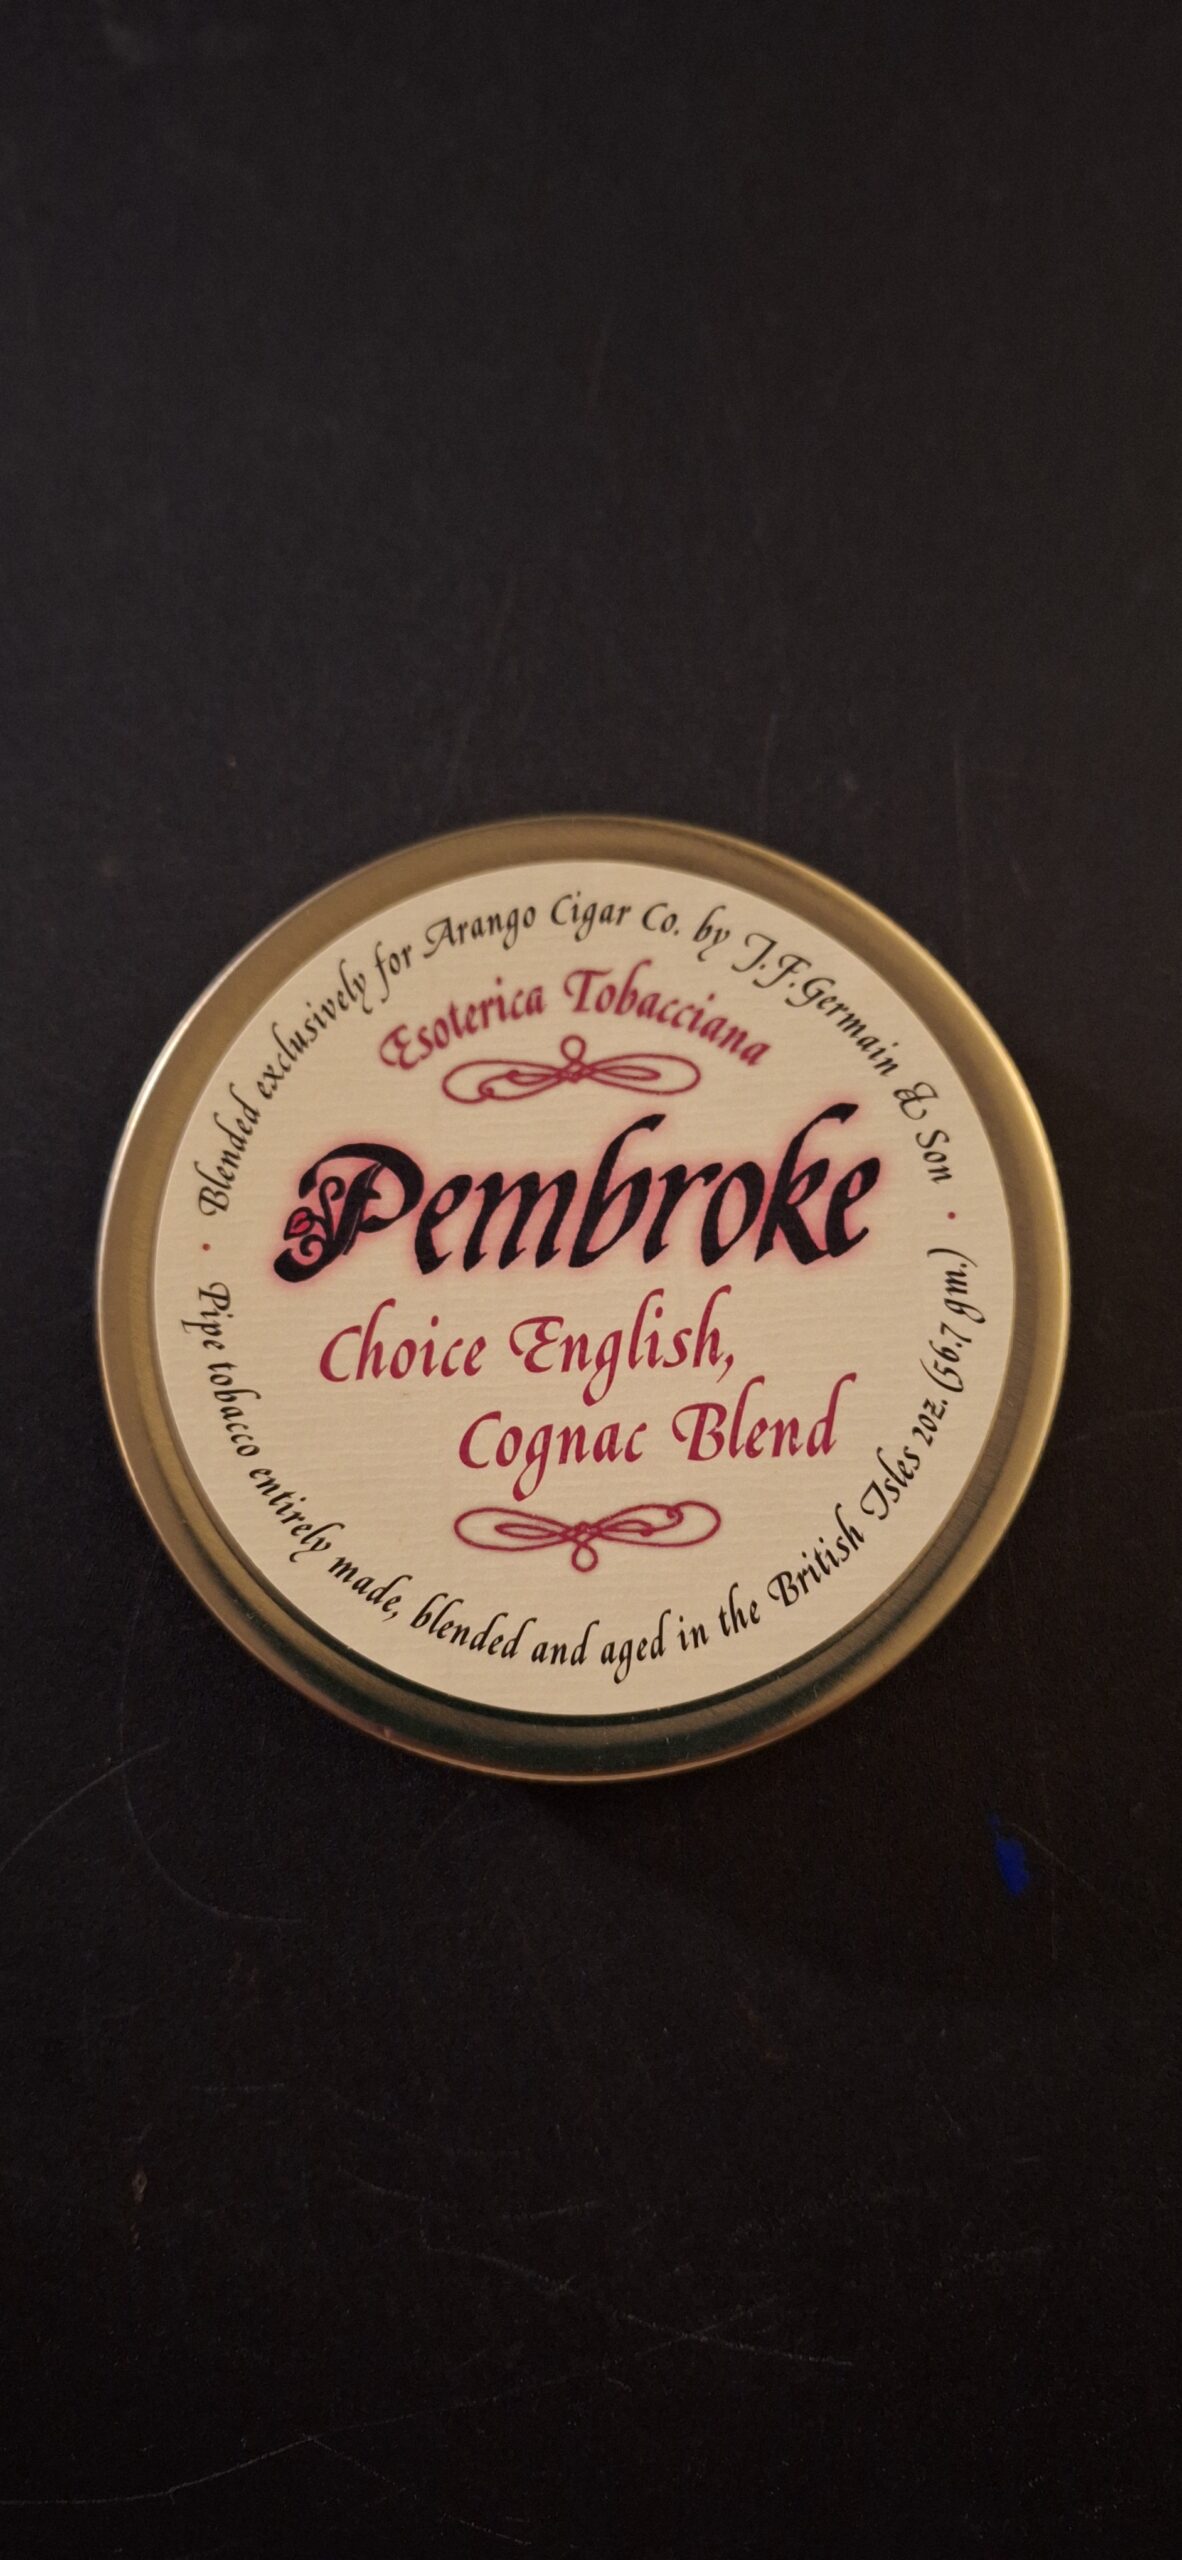 Blended exclusively for Arango Cigar Co. by J.F. Germain & Son
Esoterica Tobacciana
Pembroke
Choice English,
Cognac Blend
Pipe tobacco entirely made, blended and aged in the British Isles 2oz. (56.7 gm.)